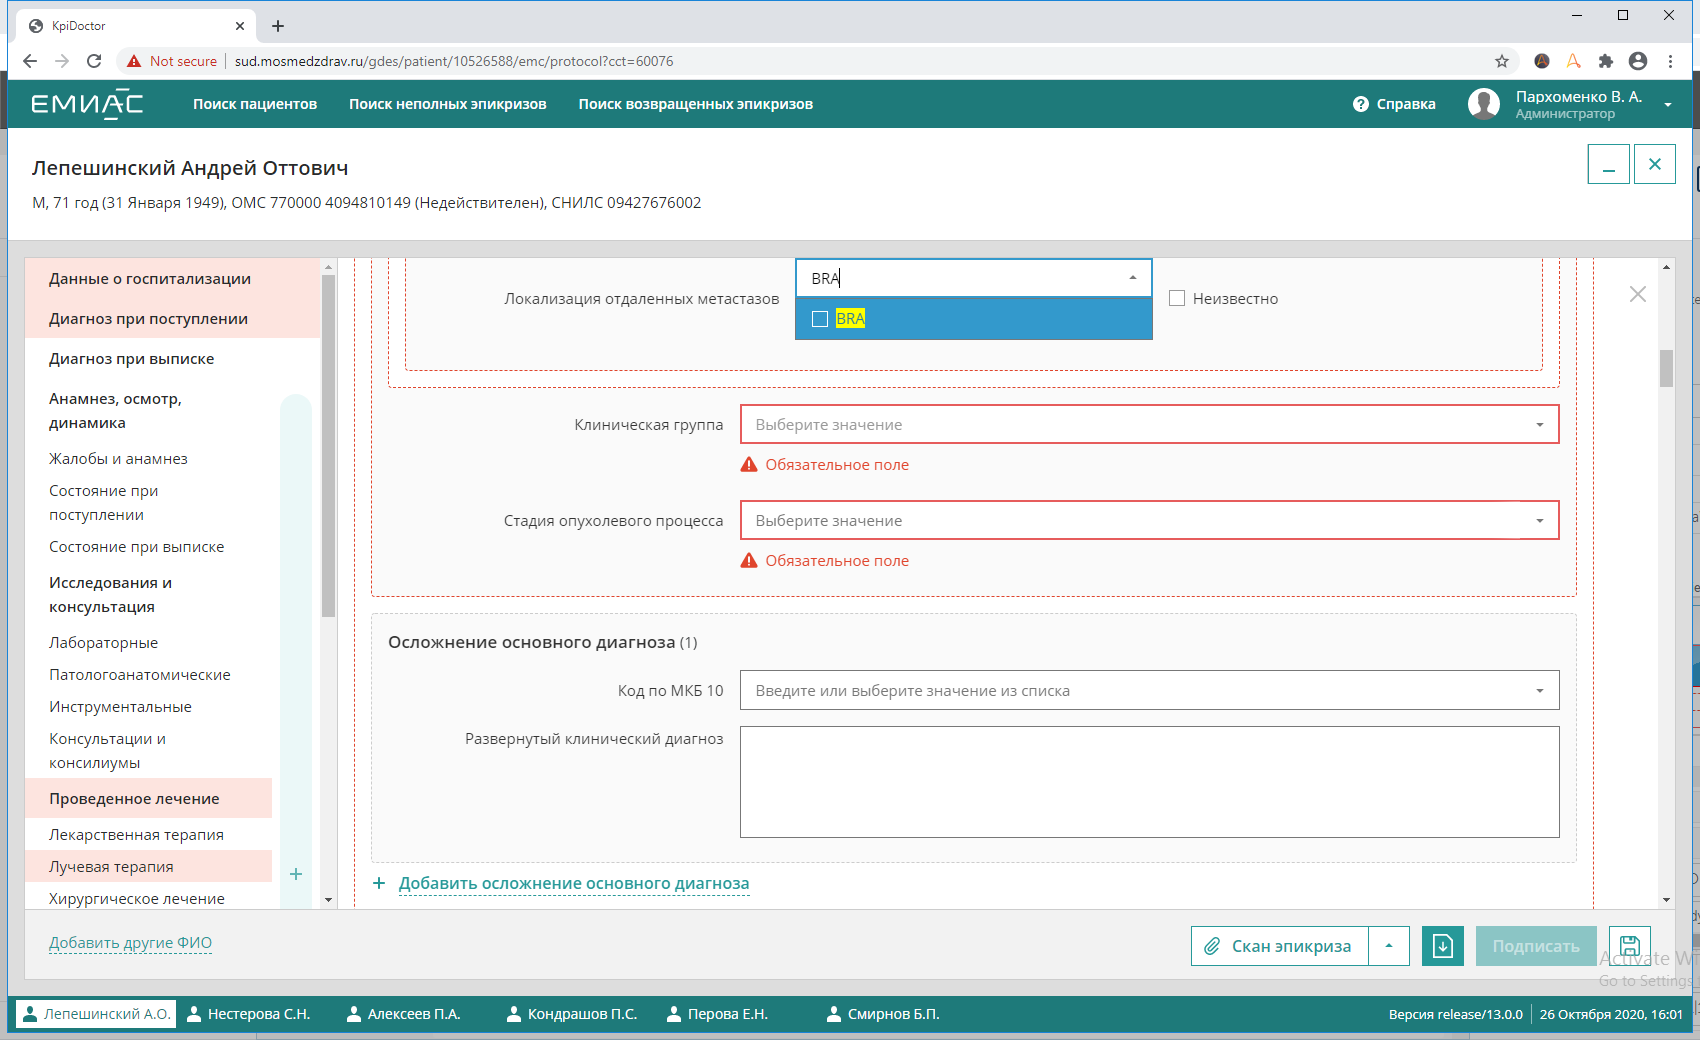 KpiDoctor
Not secure
sud.mosmedzdrav.ru/gdes/patient/10526588/emc/protocol?cct=60076
ЕМИАС
Поиск пациентов
Поиск неполных эпикризов
Поиск возвращенных эпикризов
Справка
Пархоменко В. А.
Администратор
Лепешинский Андрей Оттович
М, 71 год (31 Января 1949), ОМС 770000 4094810149 (Недействителен), СНИЛС 09427676002
Данные о госпитализации
Диагноз при поступлении
Диагноз при выписке
Анамнез, осмотр,
динамика
Жалобы и анамнез
Состояние при
поступлении
Состояние при выписке
Исследования и
консультация
Лабораторные
Патологоанатомические
Инструментальные
Консультации и
консилиумы
Проведенное лечение
Лекарственная терапия
Лучевая терапия
Хирургическое лечение
BRA
Локализация отдаленных метастазов
Неизвестно
BRA
Клиническая группа
Выберите значение
Обязательное поле
Стадия опухолевого процесса
Выберите значение
Обязательное поле
Осложнение основного диагноза (1)
Код по МКБ 10
Введите или выберите значение из списка
Развернутый клинический диагноз
Добавить осложнение основного диагноза
Добавить другие ФИО
Скан эпикриза
Подписать
Activate Wi
Go to Settings
Лепешинский А.О.
Нестерова С.Н.
Алексеев П.А.
Кондрашов П.С.
Перова Е.Н.
Смирнов Б.П.
Версия release/13.0.0
26 Октября 2020, 16:01